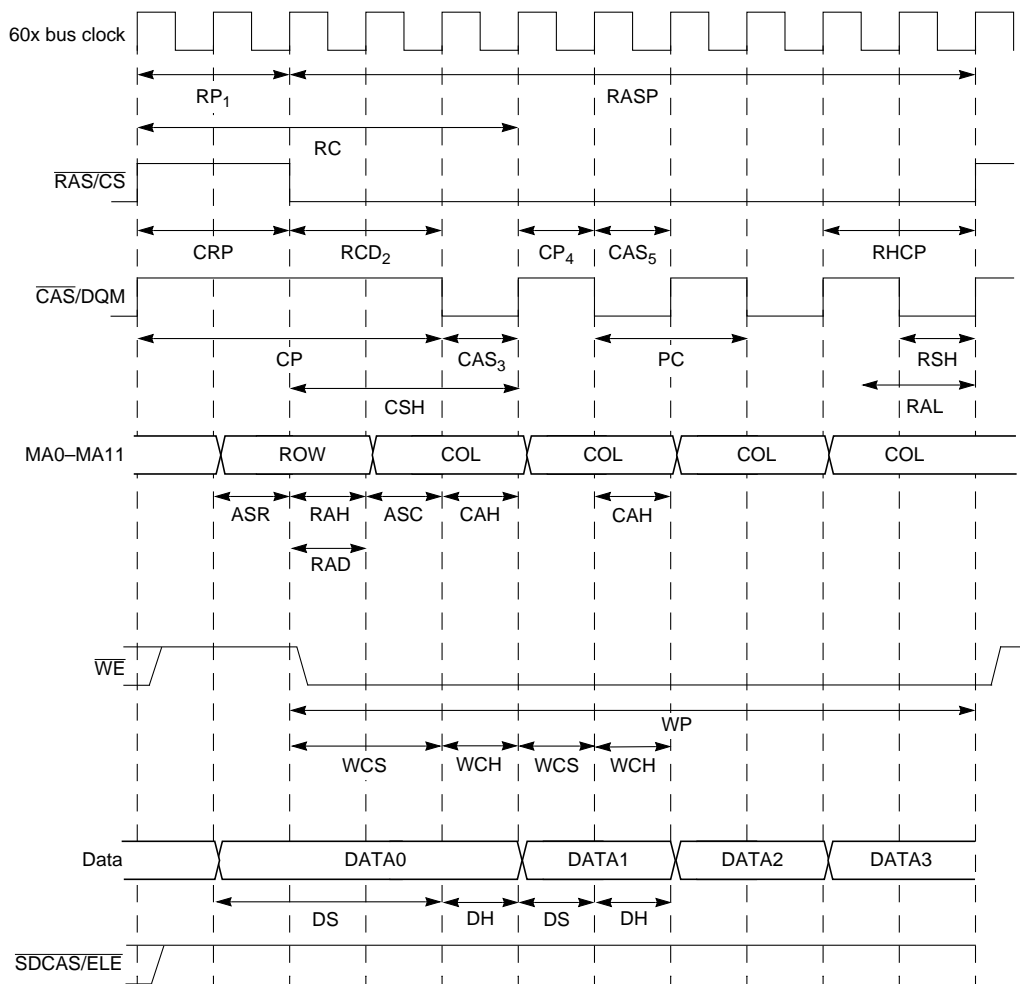 60x bus clock
RP1 RASP
RC
RAS/CS
CRP RCD2 CP4 CAS5 RHCP
CAS/DQM
CP CAS3 PC RSH
CSH RAL
MA0–MA11 ROW COL COL COL COL
ASR RAH ASC CAH CAH
RAD
WE
WP
WCS WCH WCS WCH
Data DATA0 DATA1 DATA2 DATA3
DS DH DS DH
SDCAS/ELE